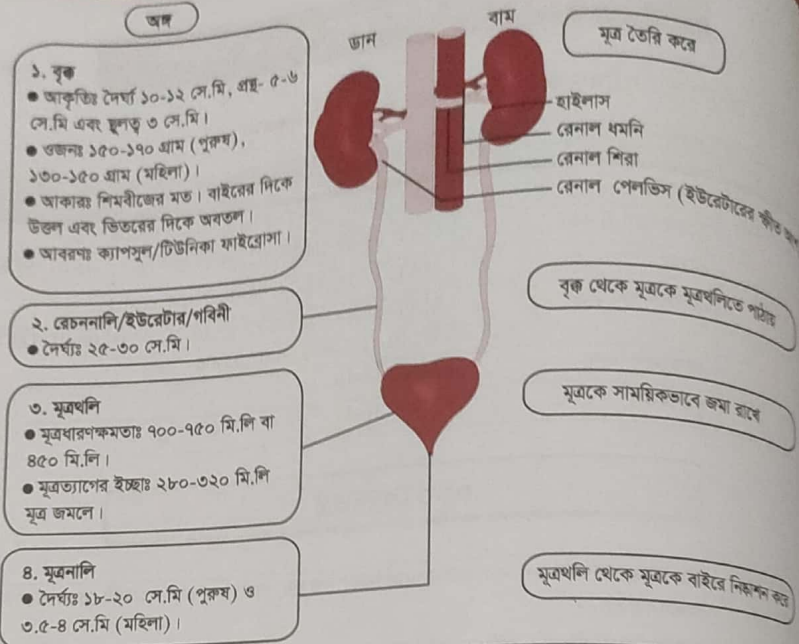 অঙ্গ
ডান
বাম
মূত্র তৈরি করে
১. বৃক্ক
● আকৃতিঃ দৈর্ঘ্য ১০-১২ সে.মি, প্রস্থ- ৫-৬
সে.মি এবং স্থূলত্ব ৩ সে.মি।
● ওজনঃ ১৫০-১৭০ গ্রাম (পুরুষ),
১৩০-১৫০ গ্রাম (মহিলা)।
● আকারঃ শিমবীজের মত। বাইরের দিকে
উত্তল এবং ভিতরের দিকে অবতল।
● আবরণঃ ক্যাপসুল/টিউনিকা ফাইব্রোসা।
হাইলাস
রেনাল ধমনি
রেনাল শিরা
রেনাল পেলভিস (ইউরেটারের স্ফীত
২. রেচননালি/ইউরেটার/গবিনী
● দৈর্ঘ্যঃ ২৫-৩০ সে.মি।
বৃক্ক থেকে মূত্রকে মূত্রথলিতে পাঠায়
৩. মূত্রথলি
● মূত্রধারণক্ষমতাঃ ৭০০-৭৫০ মি.লি বা
৪৫০ মি.লি।
● মূত্রত্যাগের ইচ্ছাঃ ২৮০-৩২০ মি.লি
মূত্র জমলে।
মূত্রকে সাময়িকভাবে জমা রাখে
৪. মূত্রনালি
● দৈর্ঘ্যঃ ১৮-২০ সে.মি (পুরুষ) ও
৩.৫-৪ সে.মি (মহিলা)।
মূত্রথলি থেকে মূত্রকে বাইরে নিষ্কাশন করে